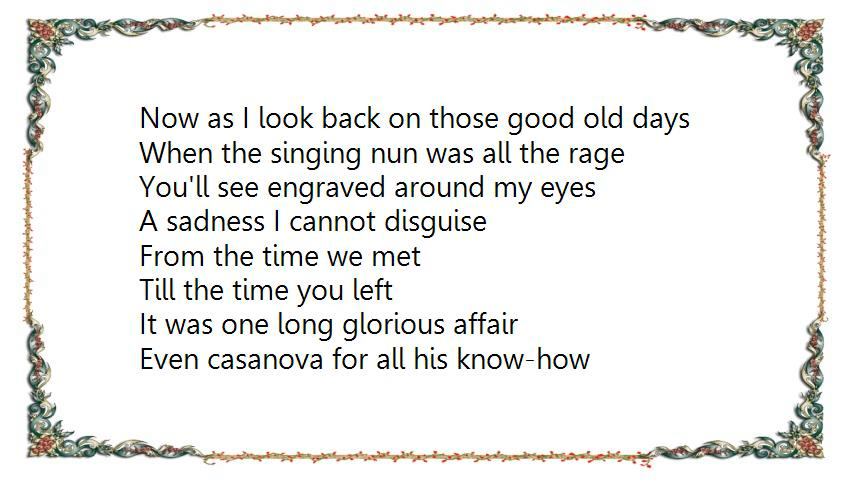 Now as I look back on those good old days
When the singing nun was all the rage
You'll see engraved around my eyes
A sadness I cannot disguise
From the time we met
Till the time you left
It was one long glorious affair
Even casanova for all his know-how